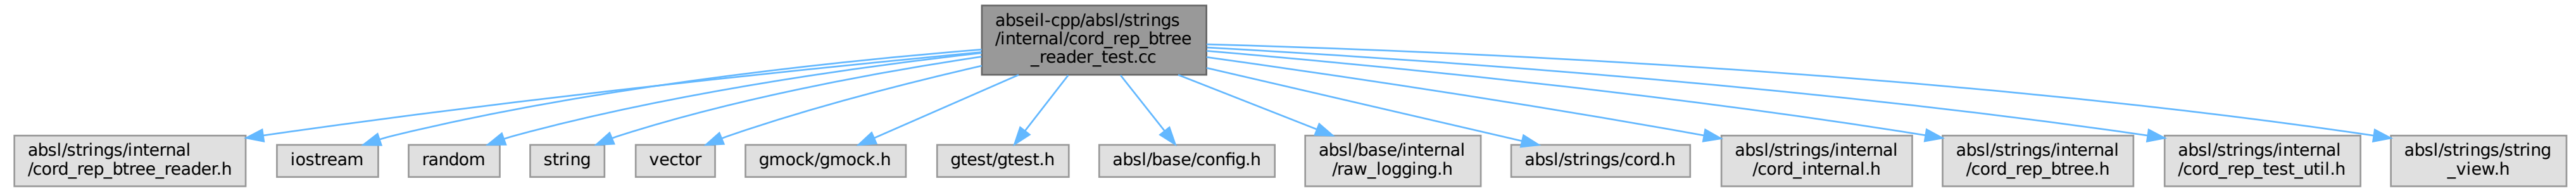 abseil-cpp/absl/strings
/internal/cord_rep_btree
_reader_test.cc
absl/strings/internal
/cord_rep_btree_reader.h
iostream
random
string
vector
gmock/gmock.h
gtest/gtest.h
absl/base/config.h
absl/base/internal
/raw_logging.h
absl/strings/cord.h
absl/strings/internal
/cord_internal.h
absl/strings/internal
/cord_rep_btree.h
absl/strings/internal
/cord_rep_test_util.h
absl/strings/string
_view.h